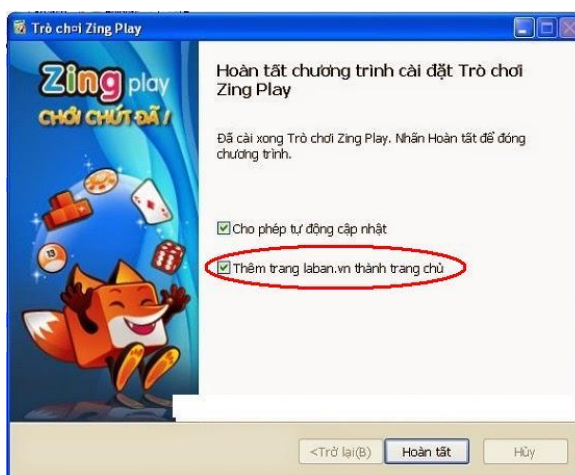 Trò chơi Zing Play
Zing play
CHƠI CHÚT ĐÃ!
Hoàn tất chương trình cài đặt Trò chơi
Zing Play
Đã cài xong Trò chơi Zing Play. Nhấn Hoàn tất để đóng
chương trình.
Cho phép tự động cập nhật
Thêm trang laban.vn thành trang chủ
13
<Trở lại(B)
Hoàn tất
Hủy